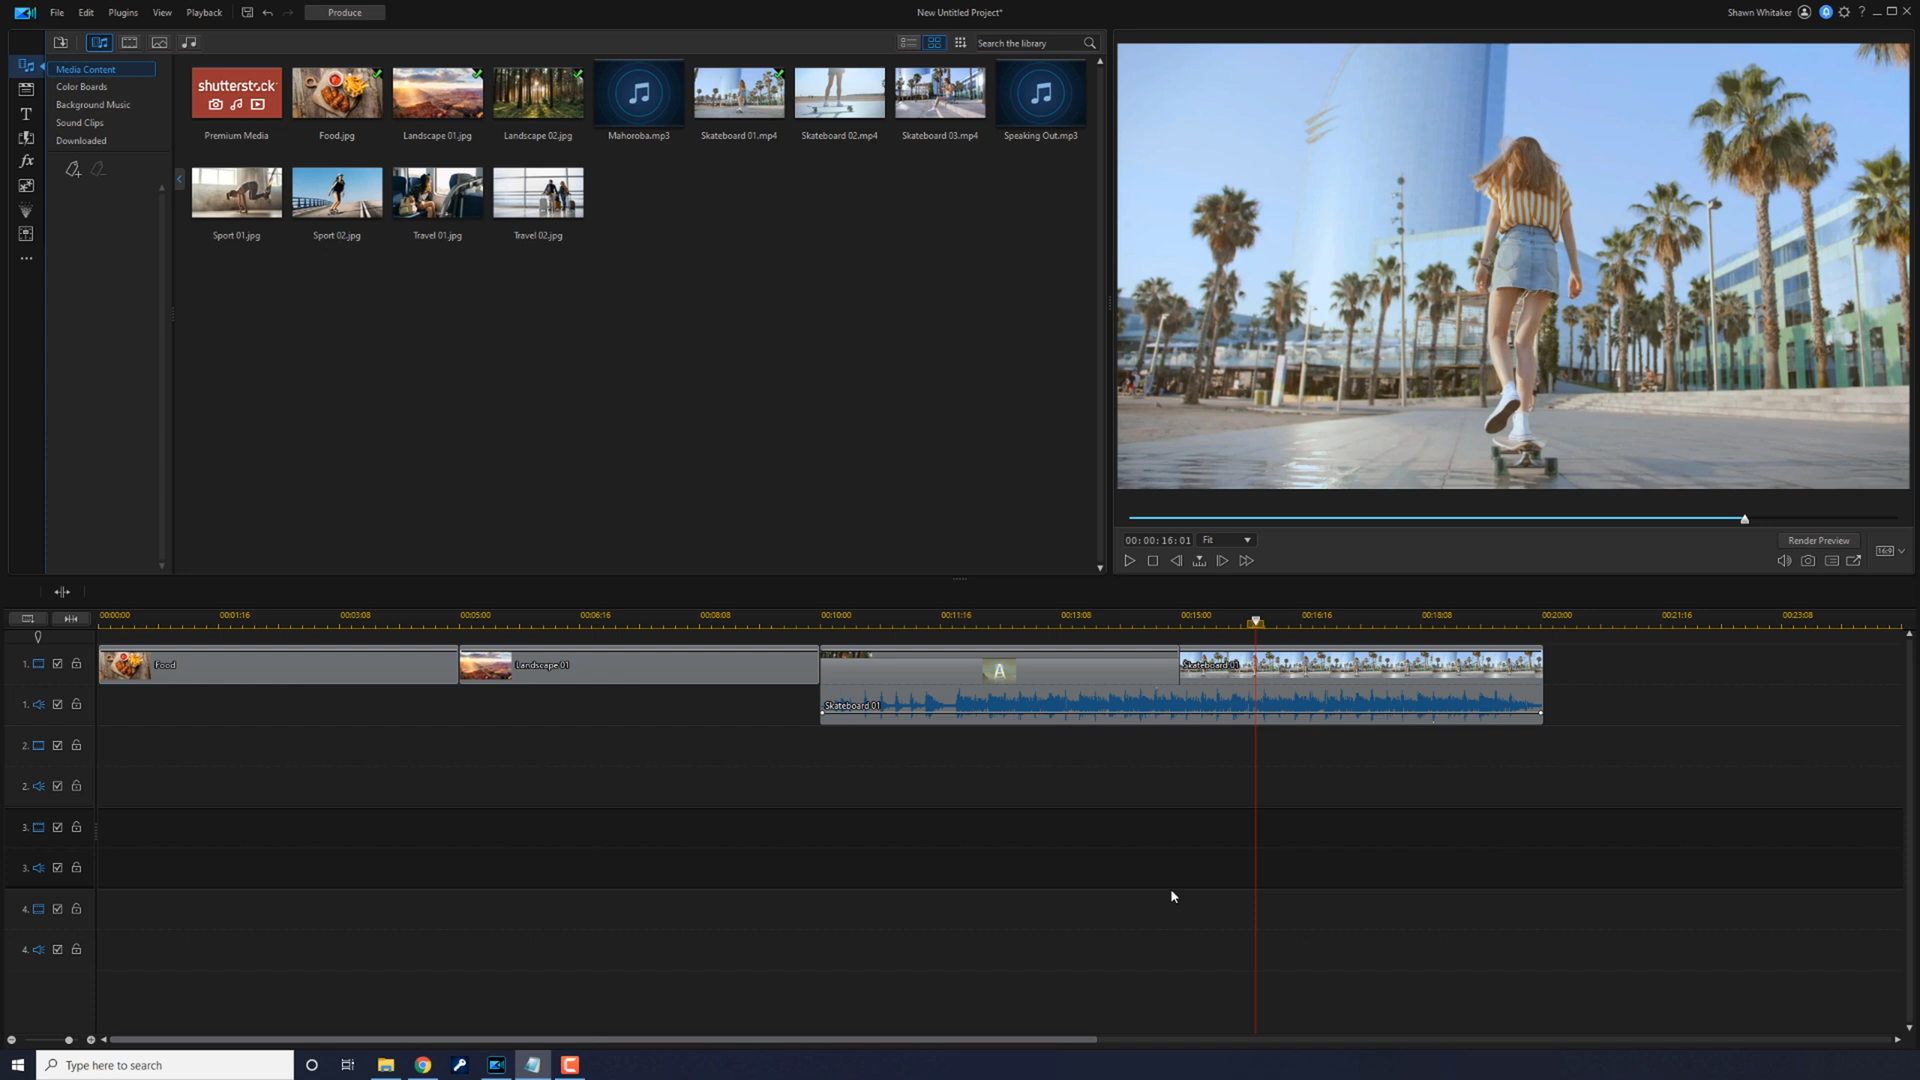 File Edit Plugins View Playback Produce New Untitled Project* Shawn Whitaker ?
Search the library
Media Content
Color Boards
Background Music
Sound Clips
Downloaded
shutterstock
Premium Media Food.jpg Landscape 01.jpg Landscape 02.jpg Mahoroba.mp3 Skateboard 01.mp4 Skateboard 02.mp4 Skateboard 03.mp4 Speaking Out.mp3
Sport 01.jpg Sport 02.jpg Travel 01.jpg Travel 02.jpg
T
fx
00:00:16:01 Fit Render Preview
16:9
00:00:00 00:01:16 00:03:08 00:05:00 00:06:16 00:08:08 00:10:00 00:11:16 00:13:08 00:15:00 00:16:16 00:18:08 00:20:00 00:21:16 00:23:08
1. Food Landscape 01 A Skateboard 01
1. Skateboard 01
2.
2.
3.
3.
4.
4.
Type here to search